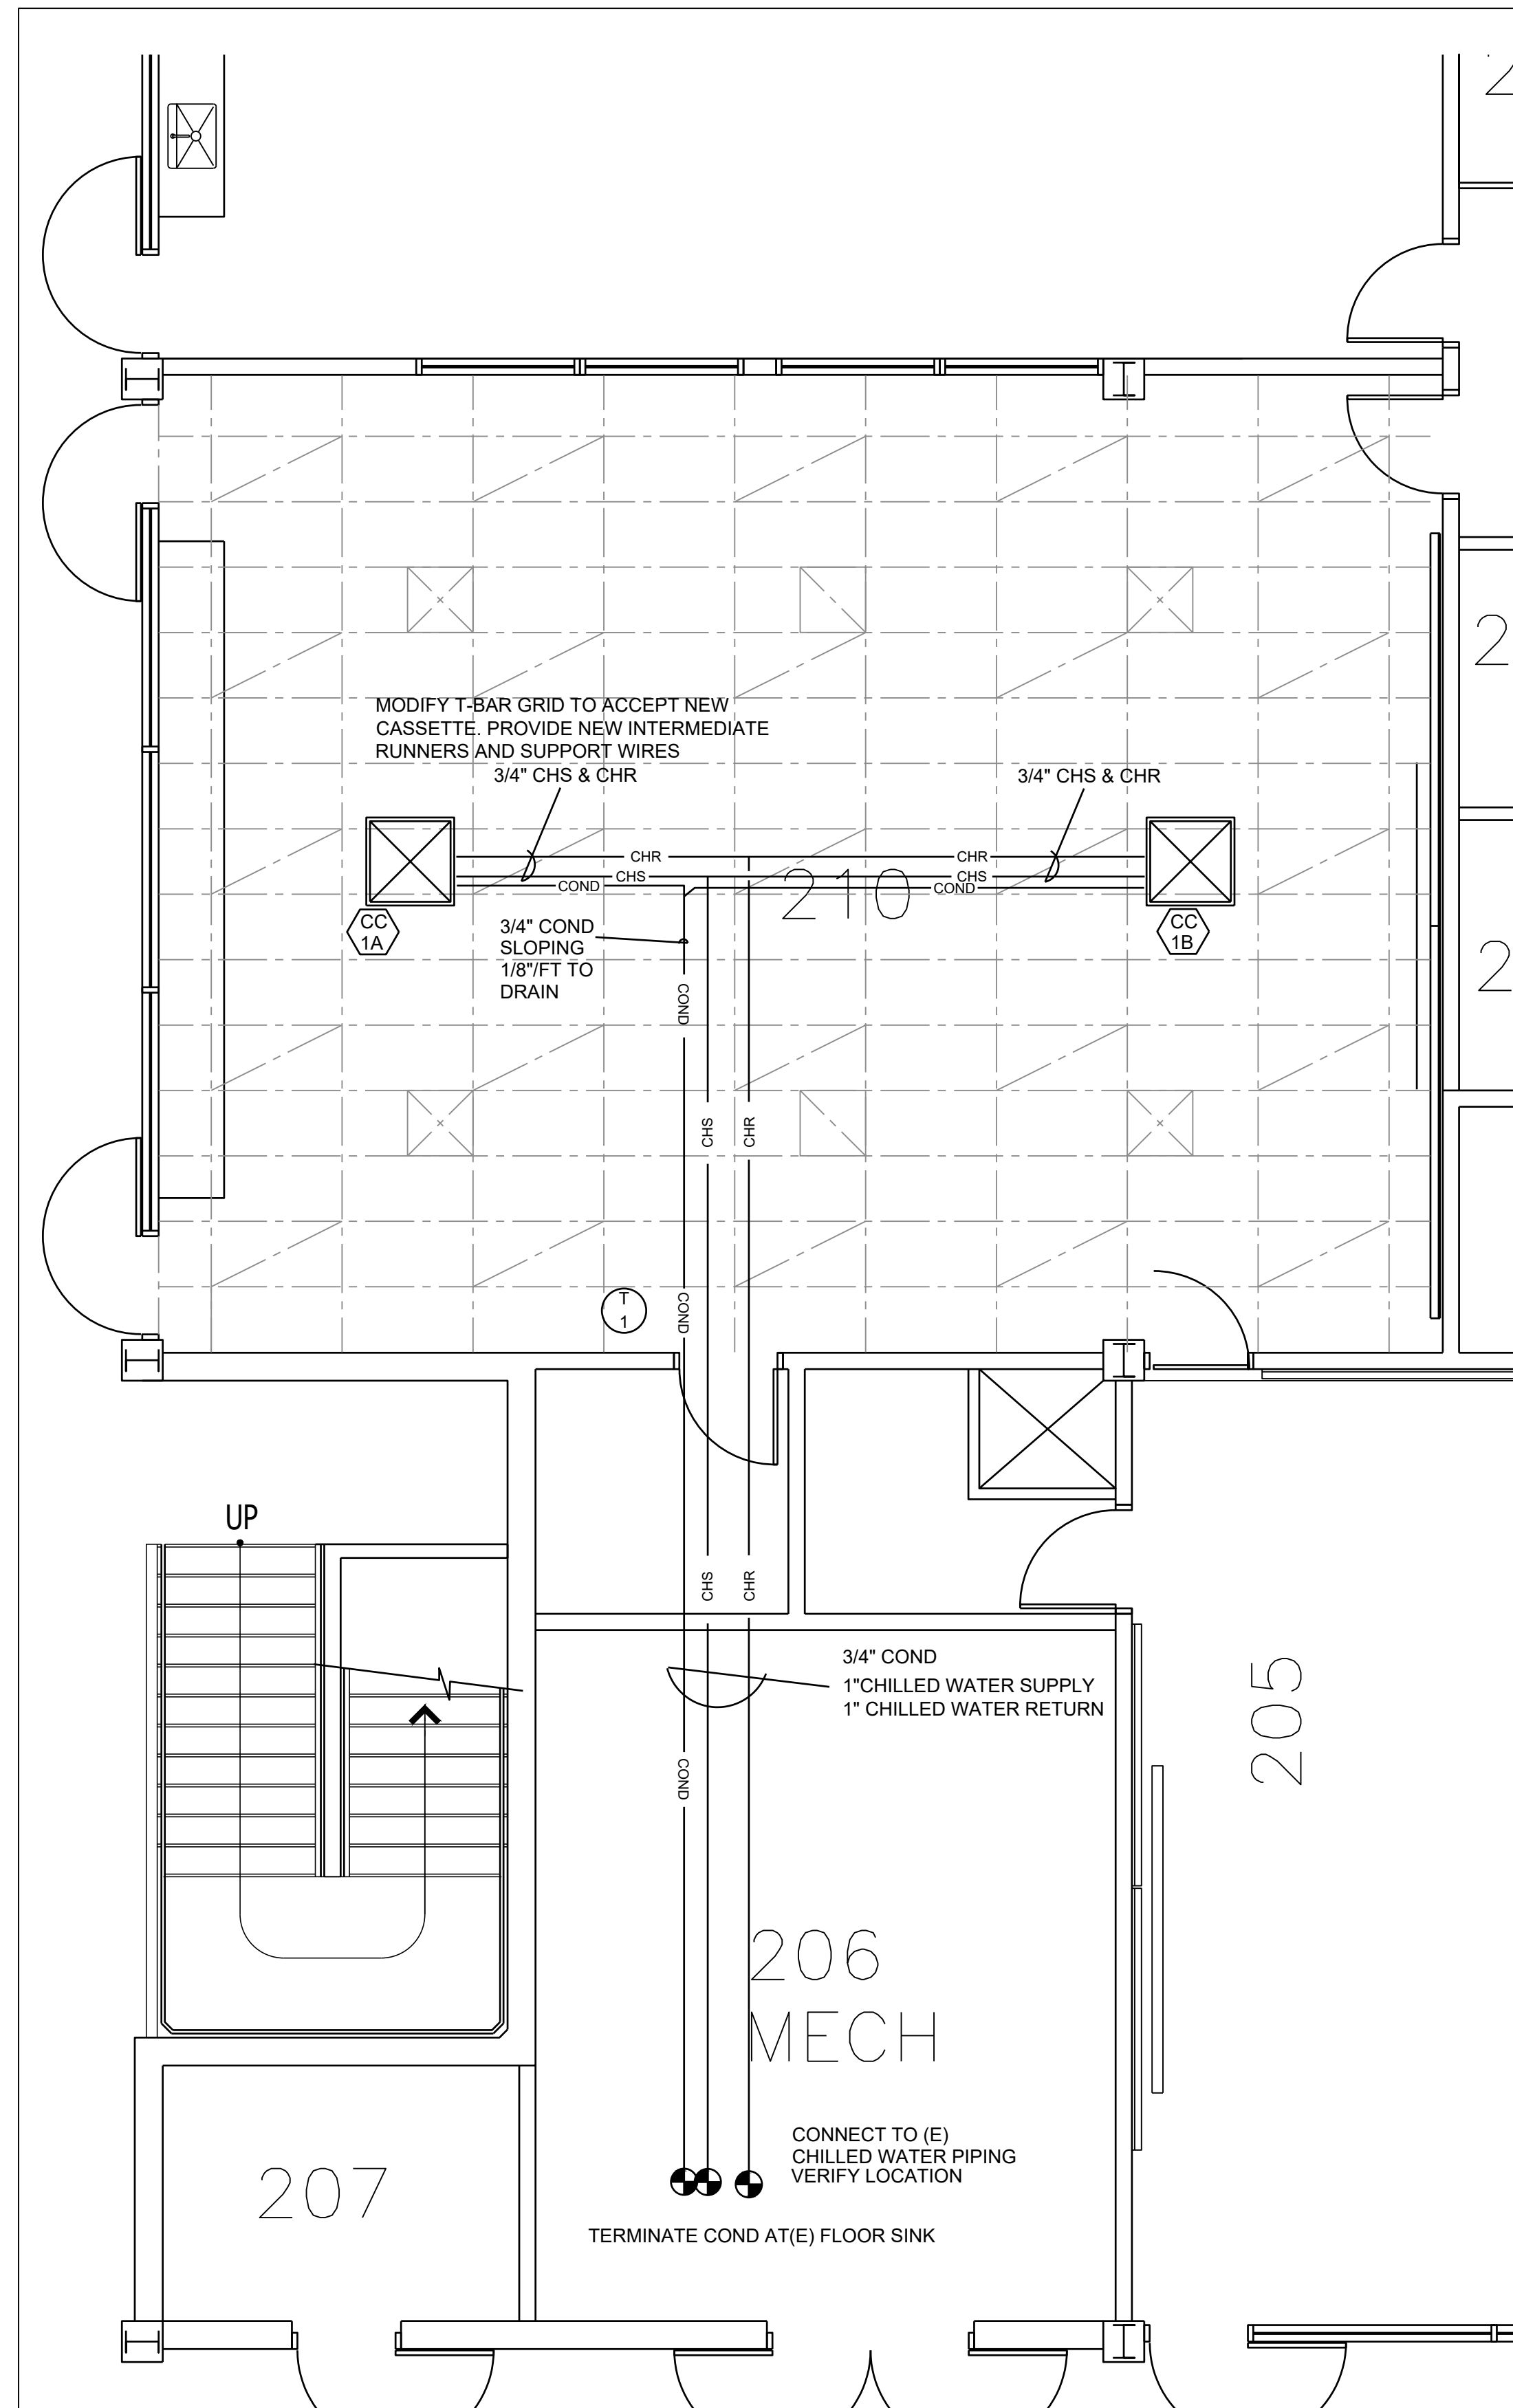 2
MODIFY T-BAR GRID TO ACCEPT NEW
CASSETTE. PROVIDE NEW INTERMEDIATE
RUNNERS AND SUPPORT WIRES
3/4" CHS & CHR
3/4" CHS & CHR
2
CHR
CHR
CHS
CHS
COND
COND
210
CC
1A
CC
1B
3/4" COND
SLOPING
1/8"/FT TO
DRAIN
2
COND
CHS
CHR
COND
T
1
UP
CHS
CHR
3/4" COND
1"CHILLED WATER SUPPLY
1" CHILLED WATER RETURN
205
COND
206
MECH
CONNECT TO (E)
CHILLED WATER PIPING
VERIFY LOCATION
207
TERMINATE COND AT(E) FLOOR SINK